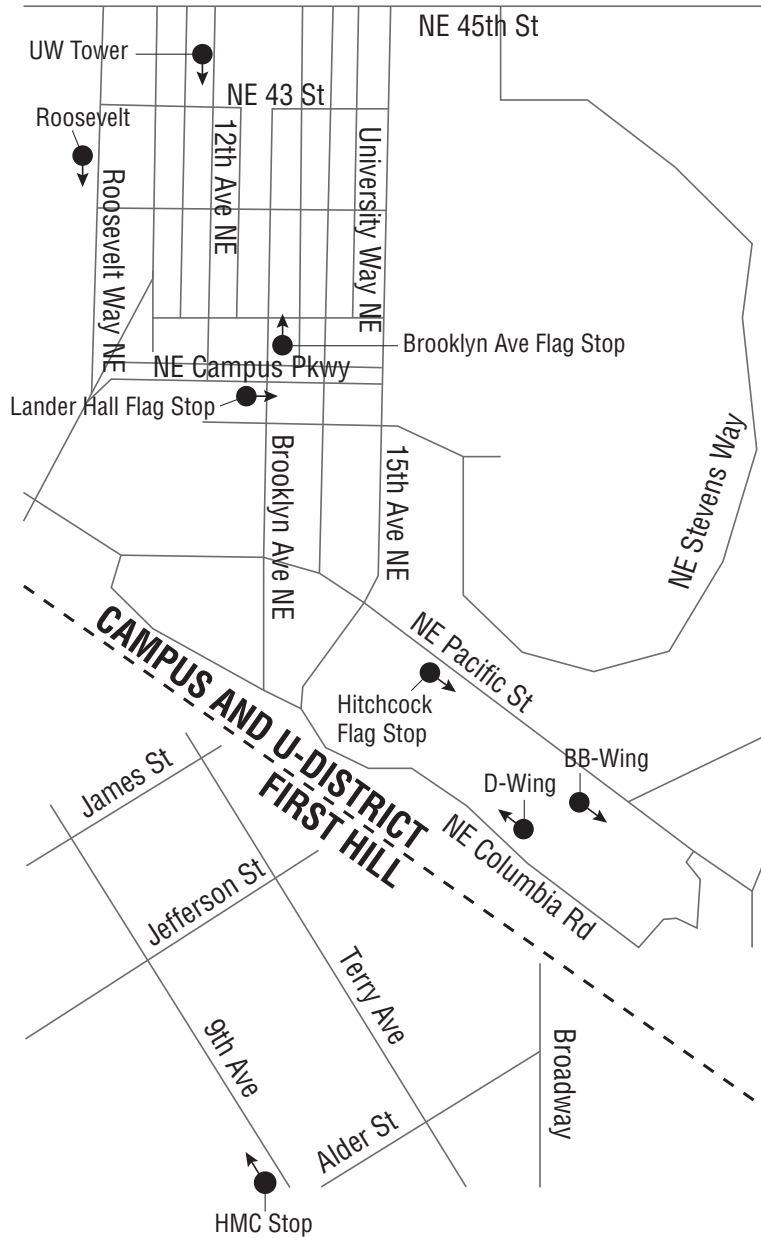 NE 45th St
UW Tower
NE 43 St
Roosevelt
12th Ave NE
University Way NE
Roosevelt Way NE
Brooklyn Ave Flag Stop
NE Campus Pkwy
Lander Hall Flag Stop
Brooklyn Ave NE
15th Ave NE
NE Stevens Way
NE Pacific St
CAMPUS AND U-DISTRICT
FIRST HILL
Hitchcock
Flag Stop
BB-Wing
D-Wing
NE Columbia Rd
James St
Jefferson St
Terry Ave
9th Ave
Broadway
Alder St
HMC Stop